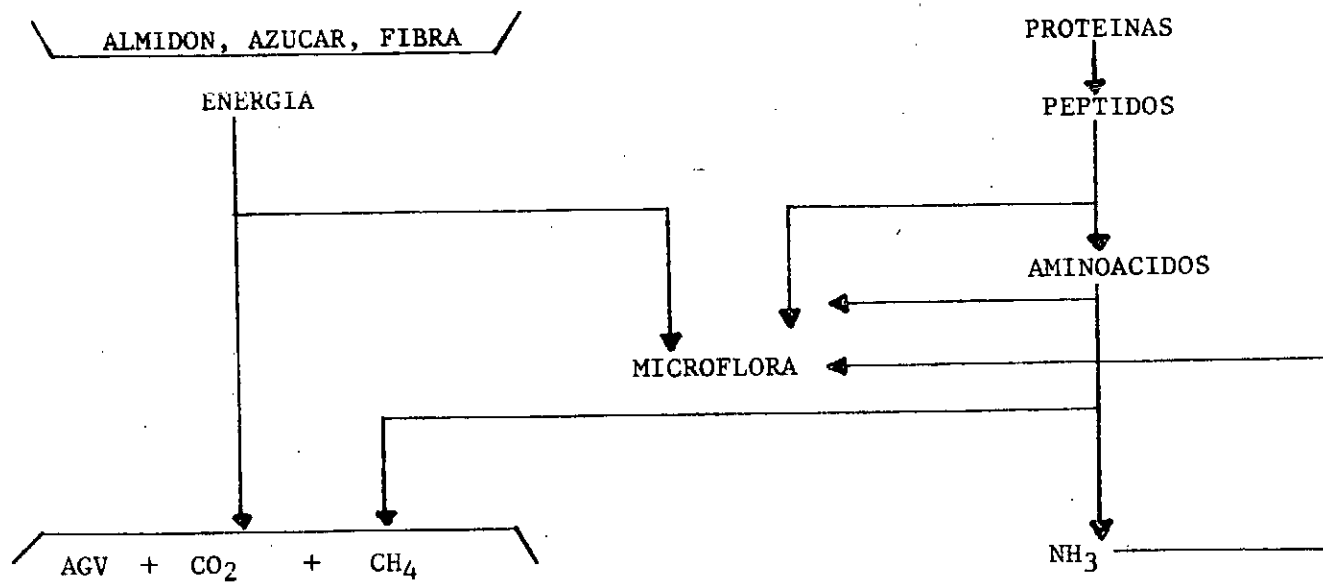 ALMIDON, AZUCAR, FIBRA
PROTEINAS
ENERGIA
PEPTIDOS
AMINOACIDOS
MICROFLORA
AGV + CO2 + CH4
NH3